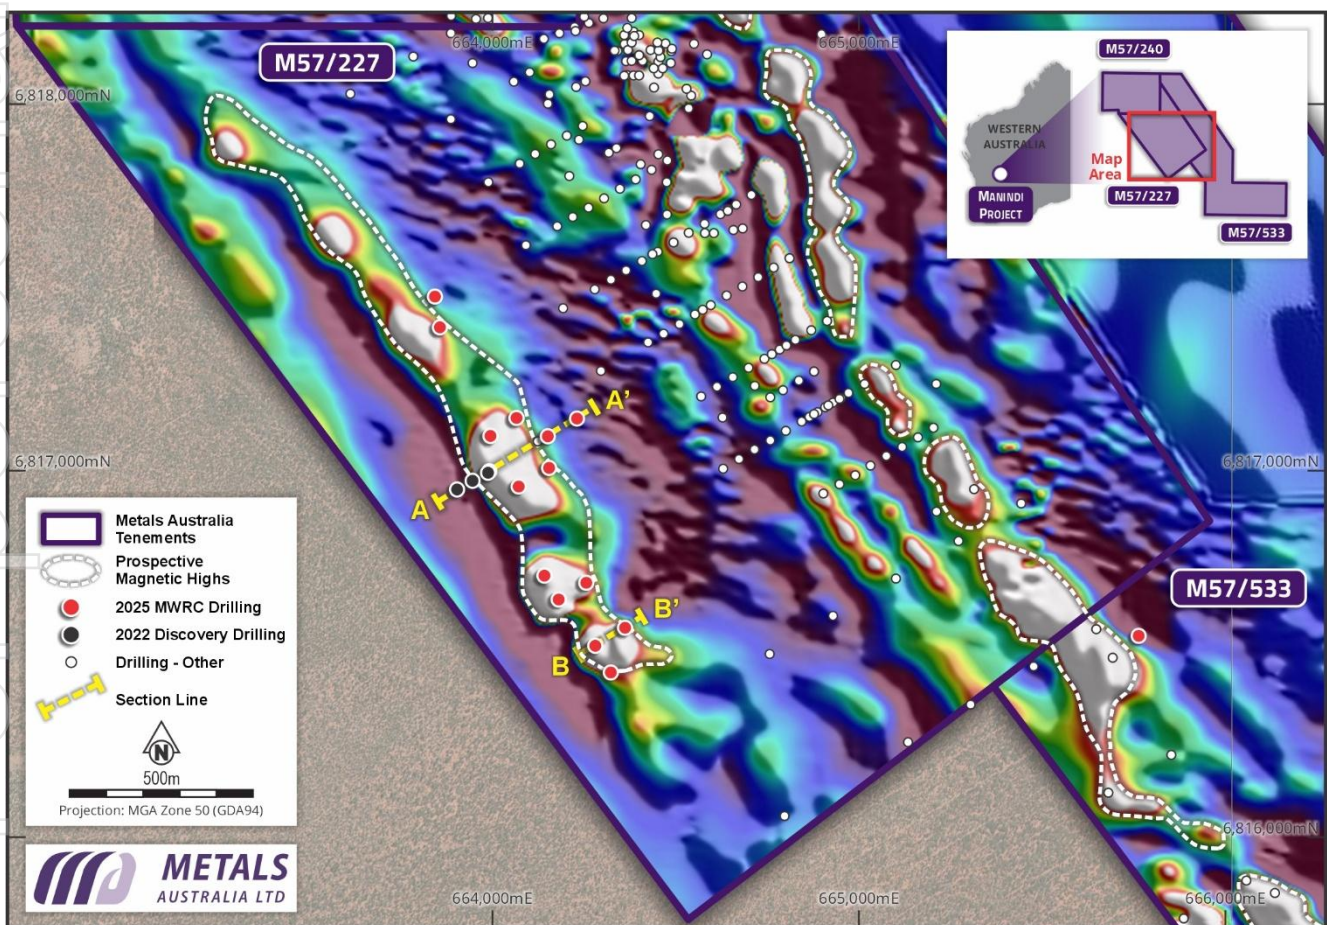 M57/227
664,000mE
665,000mE
6,818,000mN
M57/240
WESTERN
AUSTRALIA
Map
Area
MANINDI
PROJECT
M57/227
M57/533
A'
A
6,817,000mN
6,817,000mN
B'
B
M57/533
Metals Australia
Tenements
Prospective
Magnetic Highs
2025 MWRC Drilling
2022 Discovery Drilling
Drilling - Other
Section Line
N
500m
Projection: MGA Zone 50 (GDA94)
6,816,000mN
METALS
AUSTRALIA LTD
664,000mE
665,000mE
666,000mE